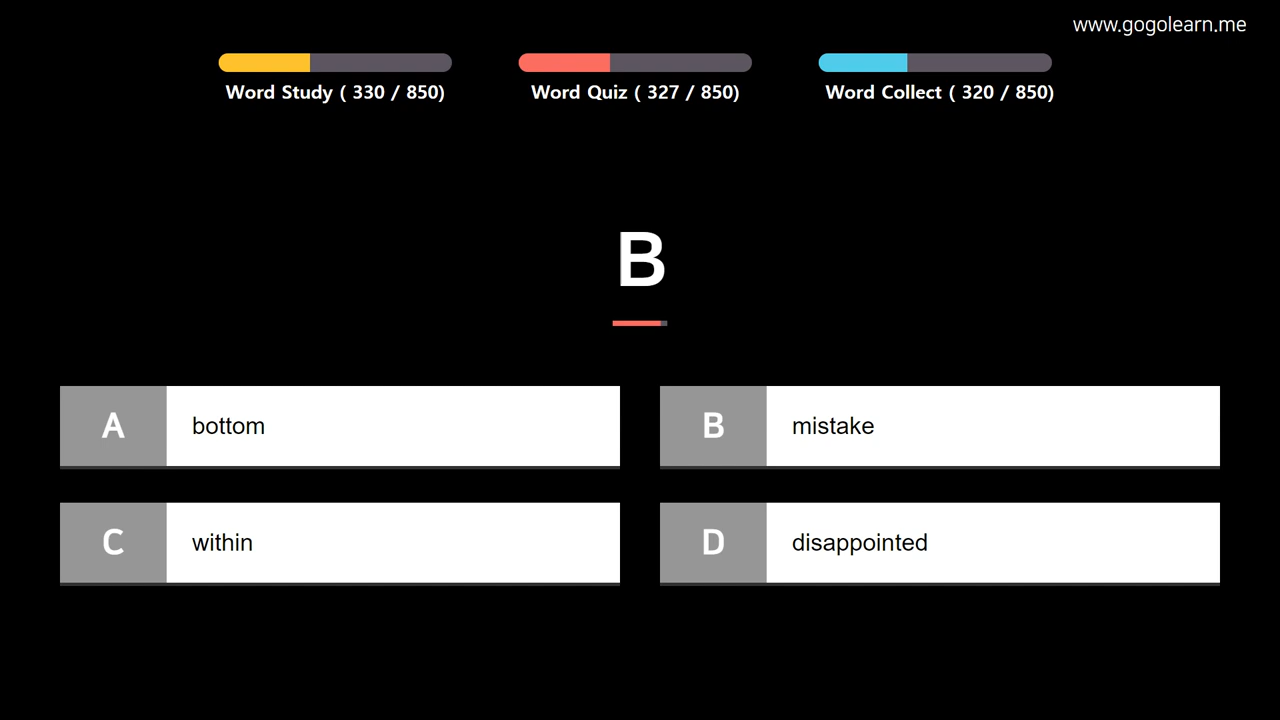 www.gogolearn.me
Word Study ( 330 / 850)
Word Quiz ( 327 / 850)
Word Collect ( 320 / 850)
B
A bottom
B mistake
C within
D disappointed